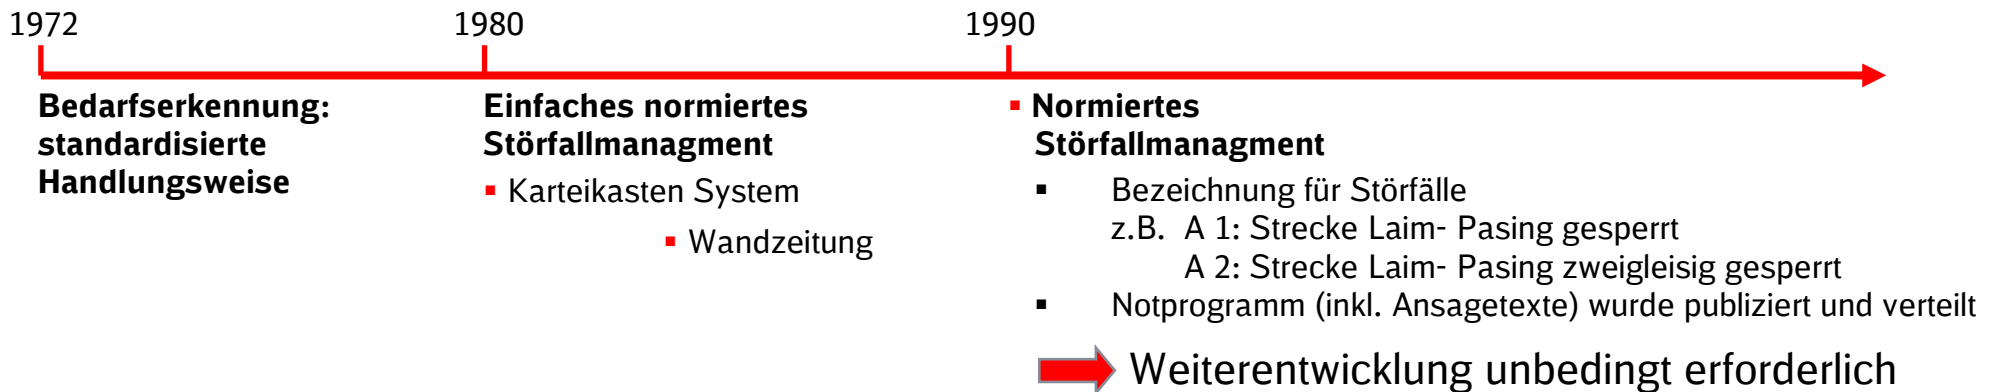 1972
1980
1990
Bedarfserkennung:
standardisierte
Handlungsweise
Einfaches normiertes
Störfallmanagment
▪ Karteikasten System
▪ Wandzeitung
▪ Normiertes
Störfallmanagment
▪ Bezeichnung für Störfälle
z.B. A 1: Strecke Laim- Pasing gesperrt
A 2: Strecke Laim- Pasing zweigleisig gesperrt
▪ Notprogramm (inkl. Ansagetexte) wurde publiziert und verteilt
Weiterentwicklung unbedingt erforderlich